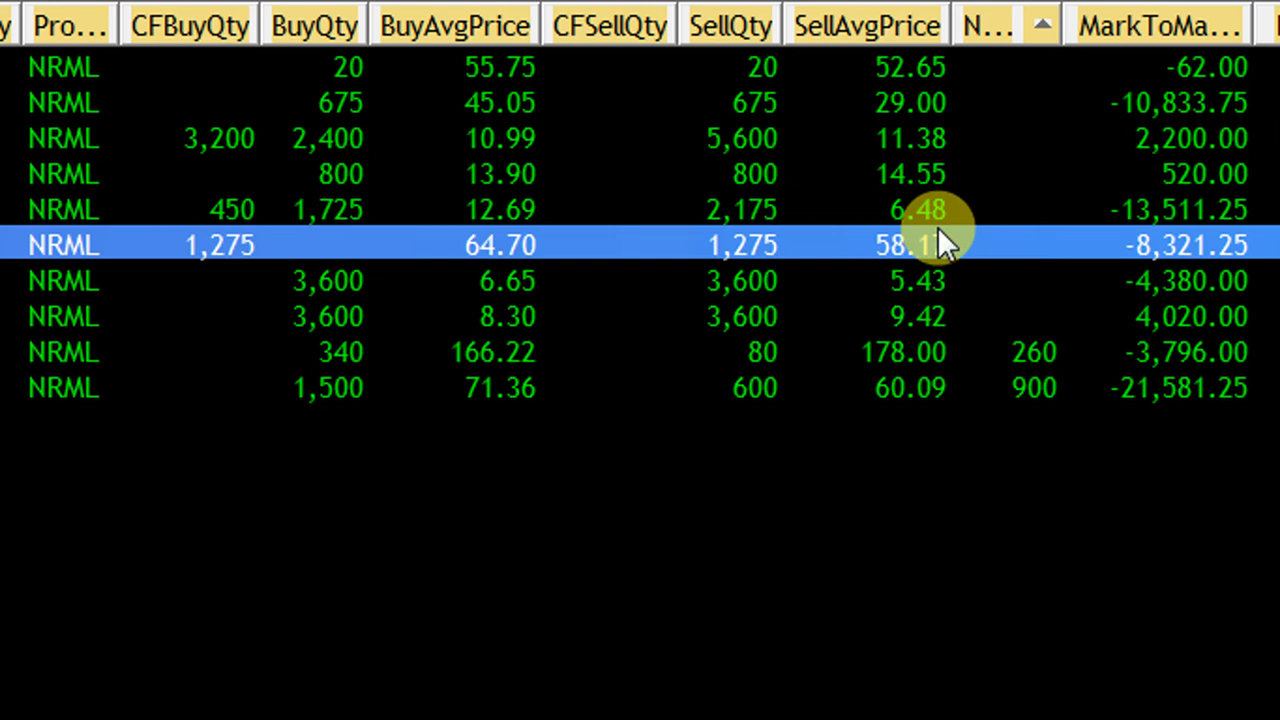 y Pro... CFBuyQty BuyQty BuyAvgPrice CFSellQty SellQty SellAvgPrice N... MarkToMa...
NRML 20 55.75 20 52.65 -62.00
NRML 675 45.05 675 29.00 -10,833.75
NRML 3,200 2,400 10.99 5,600 11.38 2,200.00
NRML 800 13.90 800 14.55 520.00
NRML 450 1,725 12.69 2,175 6.48 -13,511.25
NRML 1,275 64.70 1,275 58.17 -8,321.25
NRML 3,600 6.65 3,600 5.43 -4,380.00
NRML 3,600 8.30 3,600 9.42 4,020.00
NRML 340 166.22 80 178.00 260 -3,796.00
NRML 1,500 71.36 600 60.09 900 -21,581.25